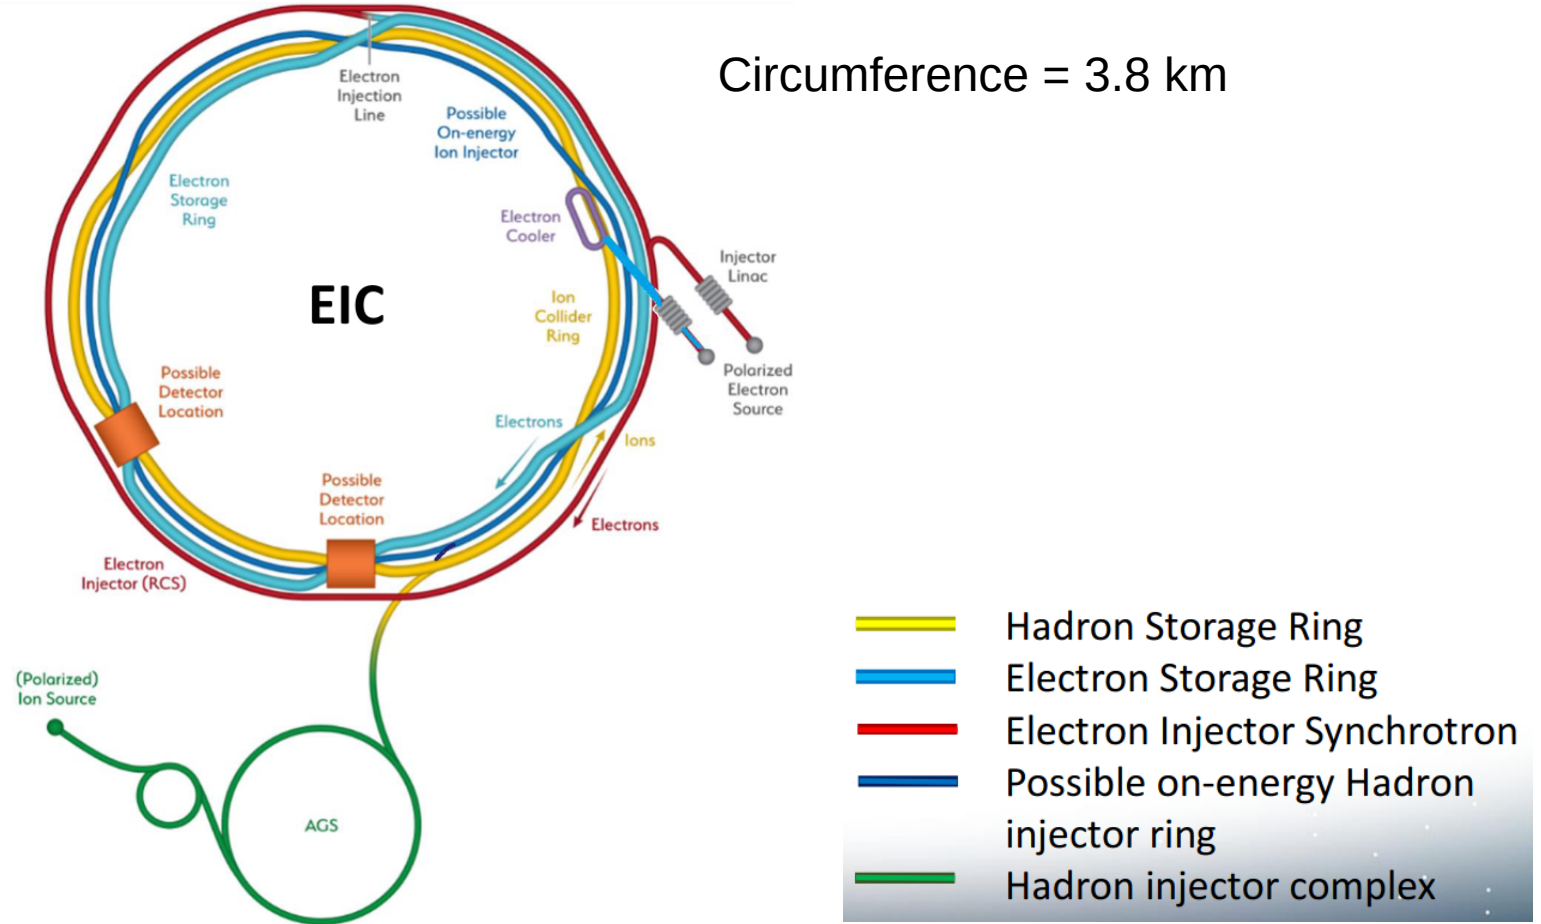 Circumference = 3.8 km
Electron
Injection
Line
Possible
On-energy
Ion Injector
Electron
Storage
Ring
Electron
Cooler
Injector
Linac
EIC
Ion
Collider
Ring
Possible
Detector
Location
Polarized
Electron
Source
Electrons
Ions
Possible
Detector
Location
Electrons
Electron
Injector (RCS)
(Polarized)
Ion Source
AGS
Hadron Storage Ring
Electron Storage Ring
Electron Injector Synchrotron
Possible on-energy Hadron
injector ring
Hadron injector complex